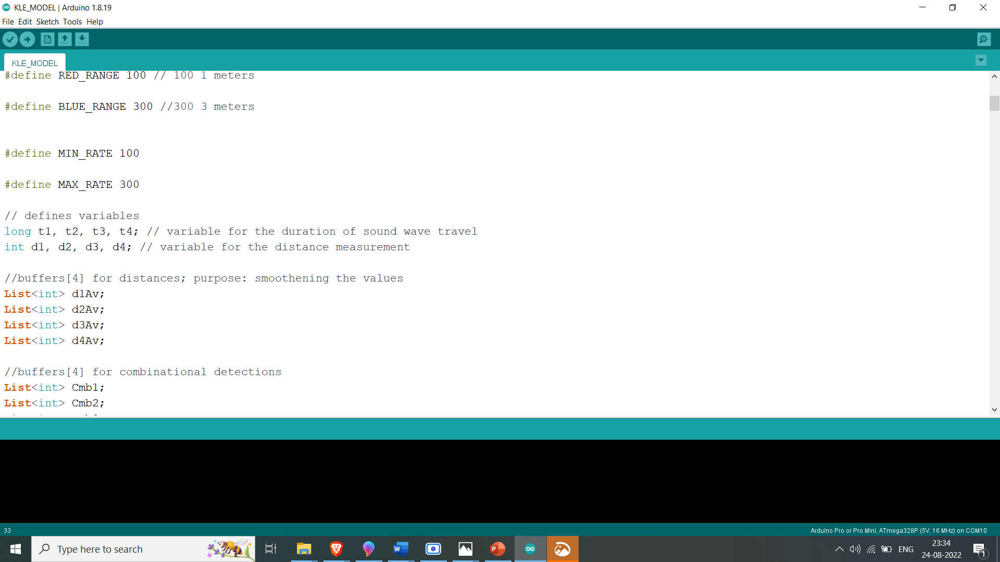 KLE_MODEL | Arduino 1.8.19
File Edit Sketch Tools Help
KLE_MODEL
#define RED_RANGE 100 // 100 1 meters
#define BLUE_RANGE 300 //300 3 meters
#define MIN_RATE 100
#define MAX_RATE 300
// defines variables
long t1, t2, t3, t4; // variable for the duration of sound wave travel
int d1, d2, d3, d4; // variable for the distance measurement
//buffers[4] for distances; purpose: smoothening the values
List<int> d1Av;
List<int> d2Av;
List<int> d3Av;
List<int> d4Av;
//buffers[4] for combinational detections
List<int> Cmb1;
List<int> Cmb2;
33
Arduino Pro or Pro Mini, ATmega328P (5V, 16 MHz) on COM10
Type here to search
W
P
ENG
23:34
24-08-2022
1